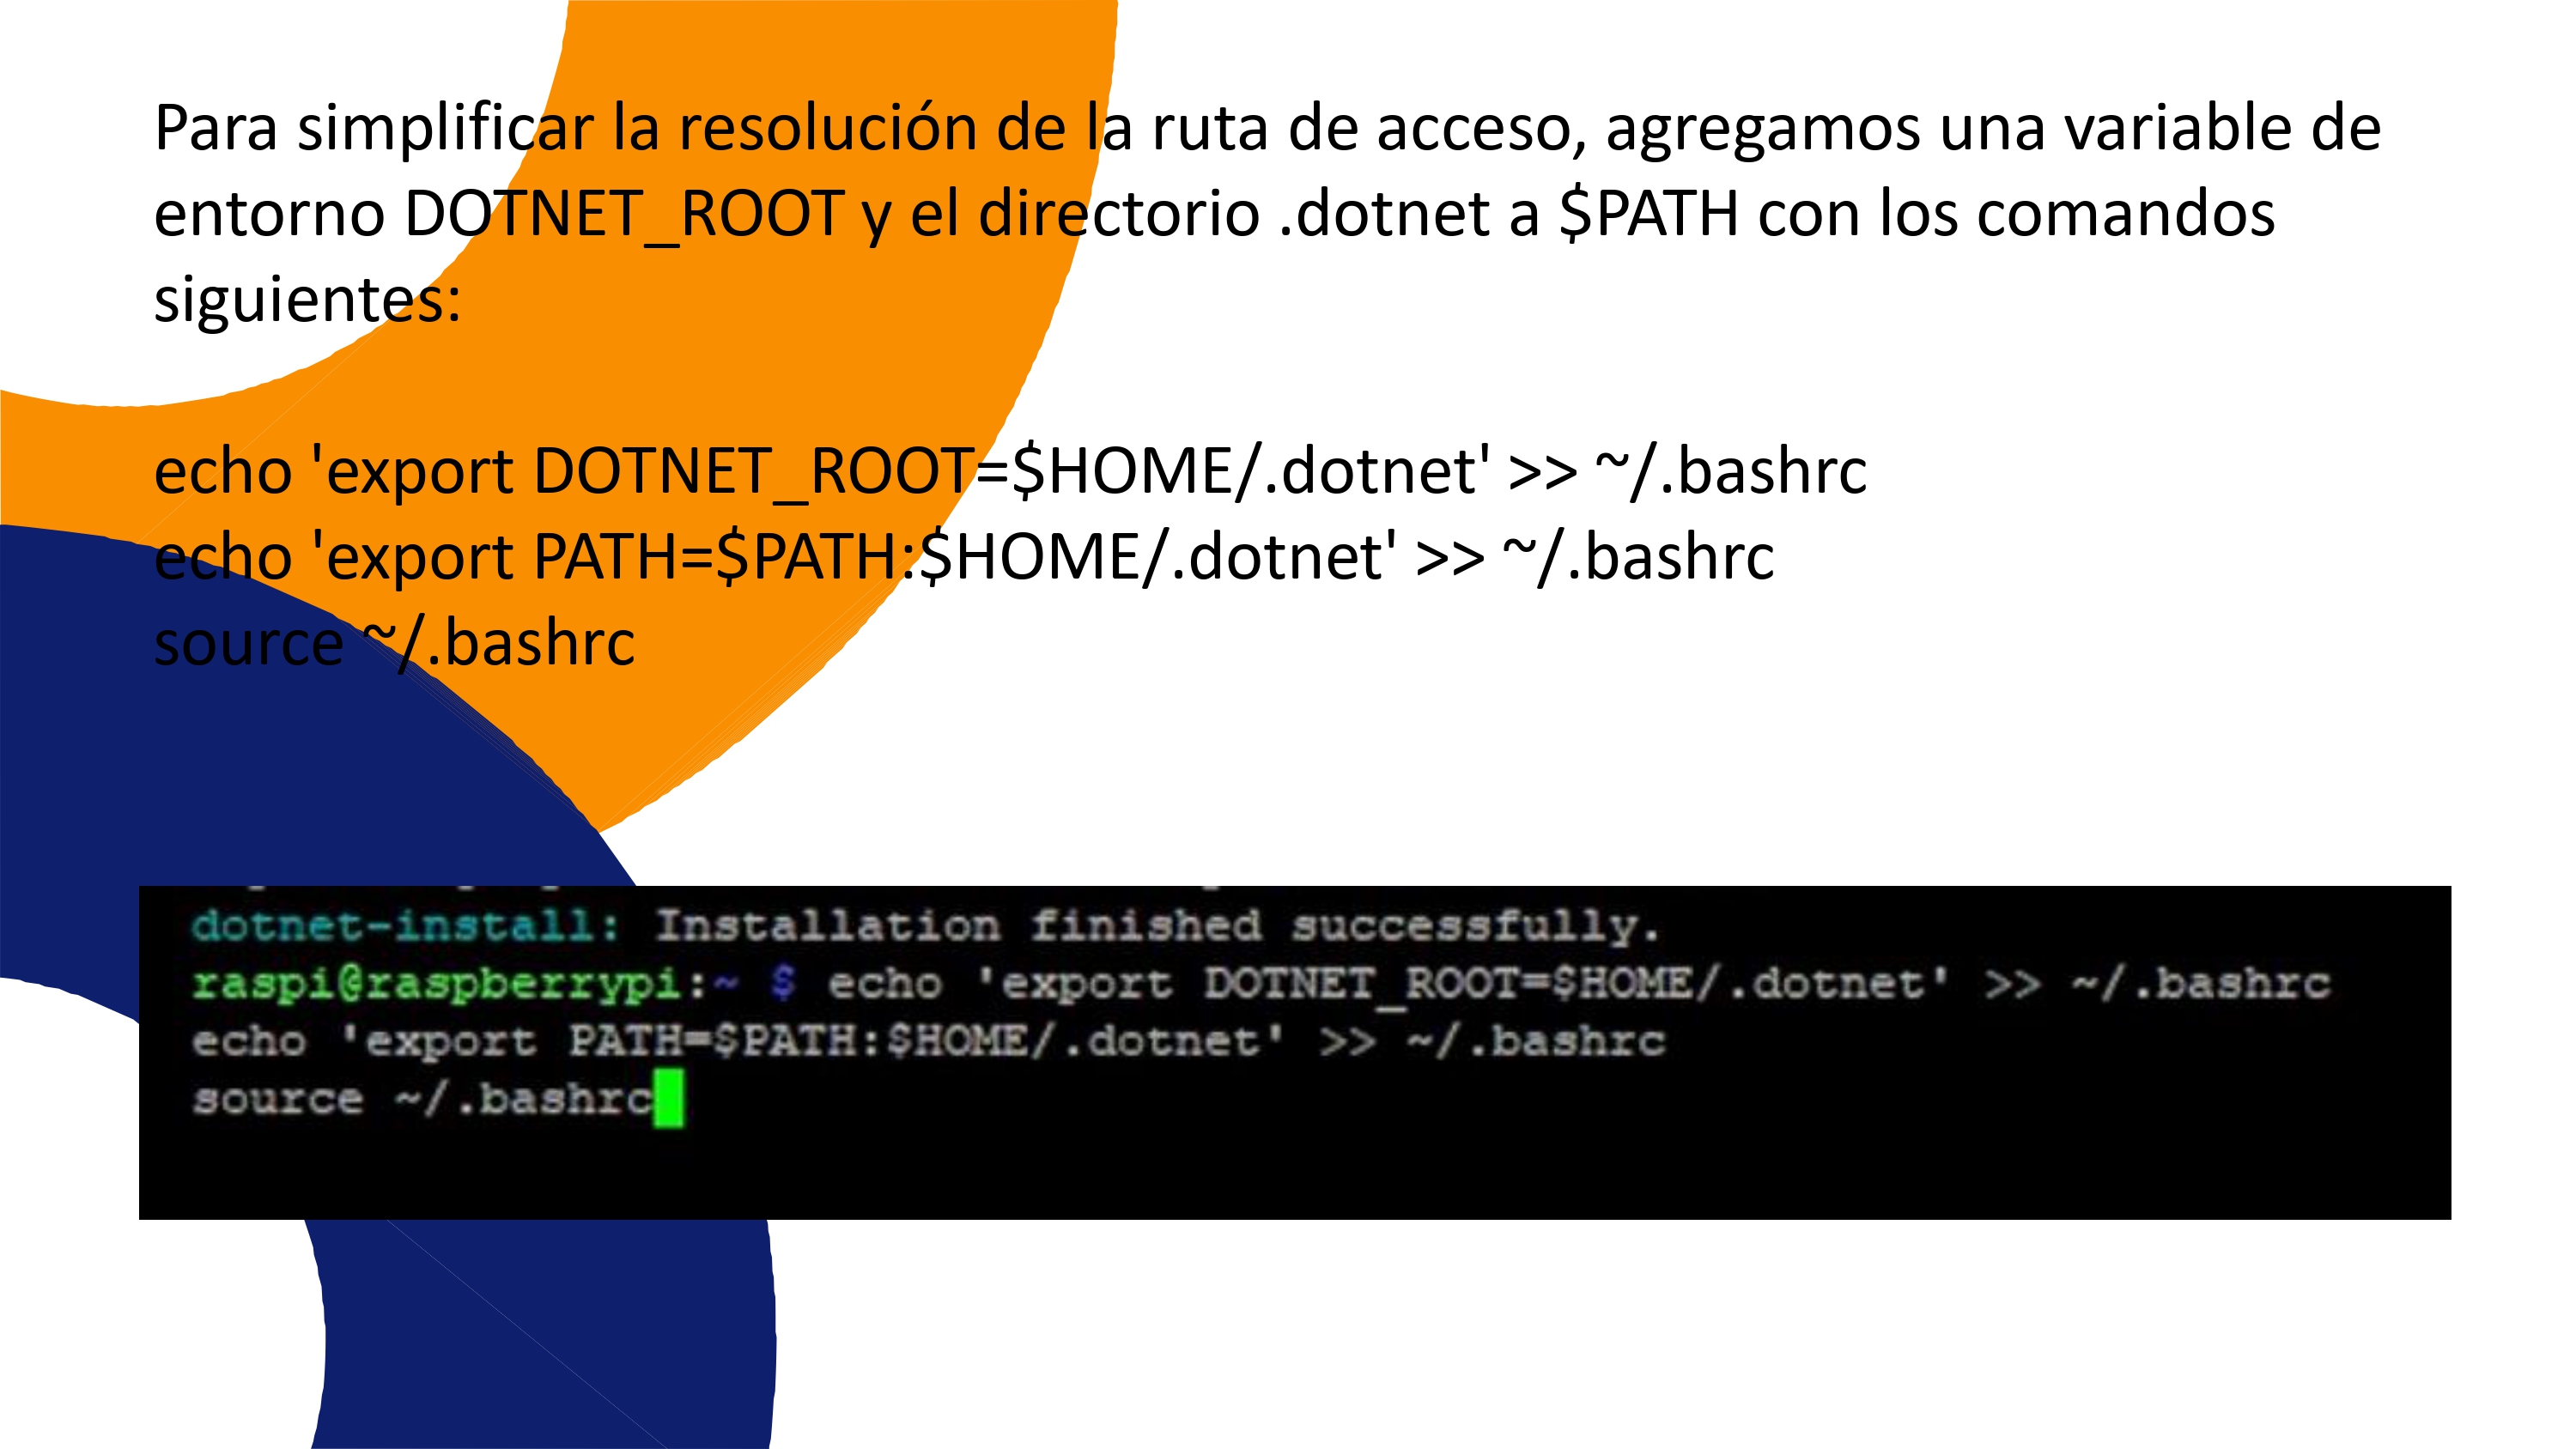 Para simplificar la resolución de la ruta de acceso, agregamos una variable de
entorno DOTNET_ROOT y el directorio .dotnet a $PATH con los comandos
siguientes:
echo 'export DOTNET_ROOT=$HOME/.dotnet' >> ~/.bashrc
echo 'export PATH=$PATH:$HOME/.dotnet' >> ~/.bashrc
source ~/.bashrc
dotnet-install: Installation finished successfully.
raspi@raspberrypi:~ $ echo 'export DOTNET_ROOT=$HOME/.dotnet' >> ~/.bashrc
echo 'export PATH=$PATH:$HOME/.dotnet' >> ~/.bashrc
source ~/.bashrc